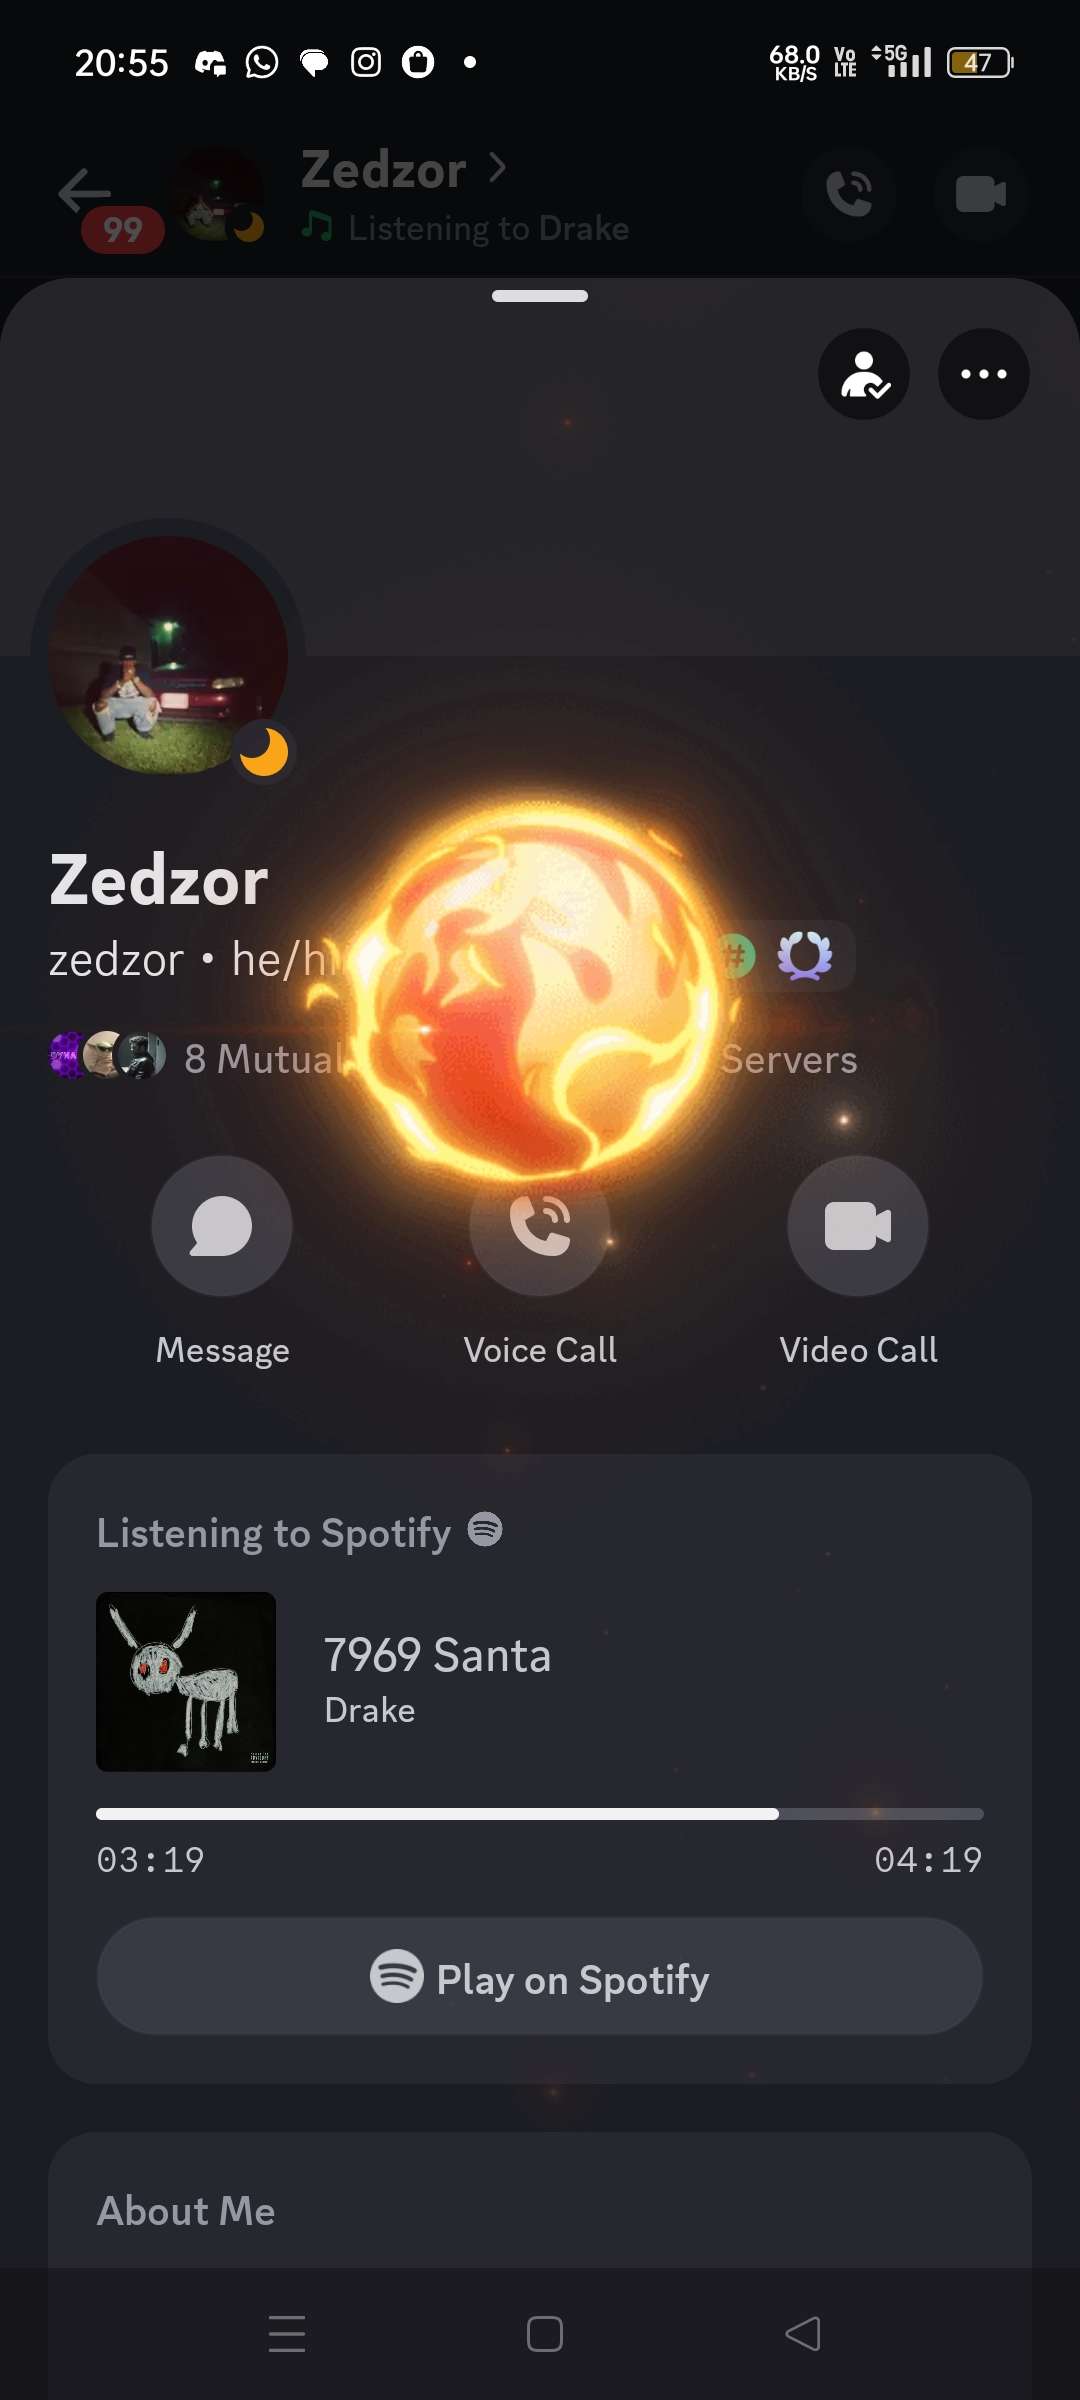 20:55
68.0 KB/S Vo LTE 5G 47
Zedzor
99
Listening to Drake
Zedzor
zedzor • he/hi
#
8 Mutual
Servers
Message
Voice Call
Video Call
Listening to Spotify
7969 Santa
Drake
03:19
04:19
Play on Spotify
About Me